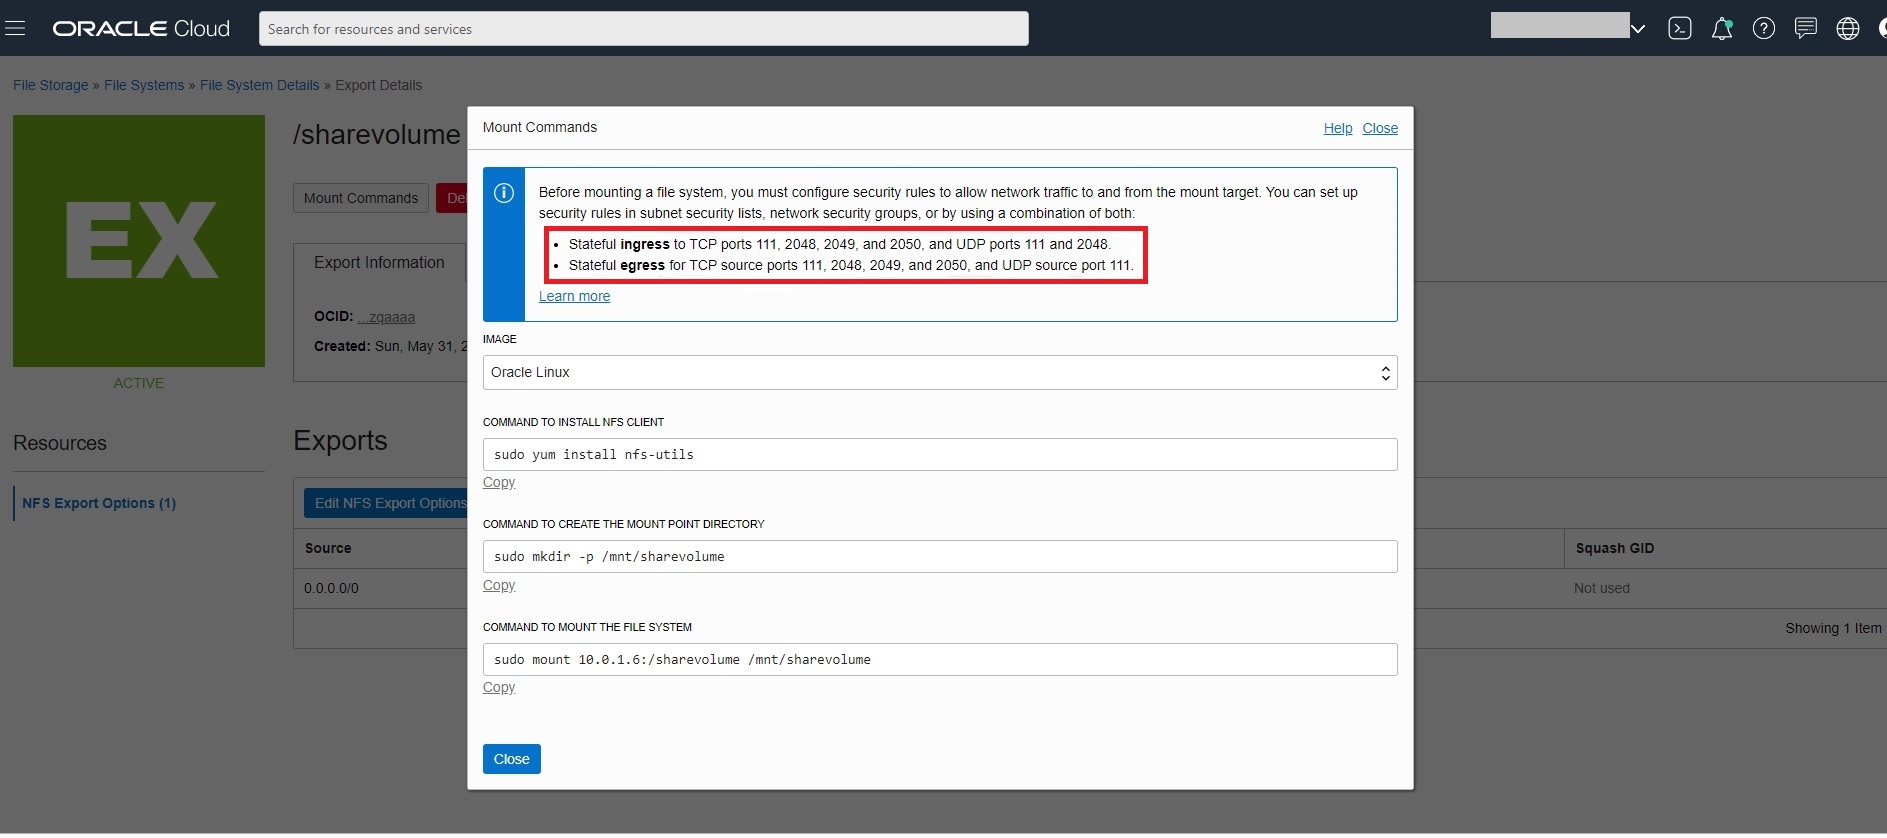 ORACLE Cloud
Search for resources and services
File Storage » File Systems » File System Details » Export Details
EX
ACTIVE
Resources
NFS Export Options (1)
/sharevolume
Mount Commands
Del
Export Information
OCID: ...zqaaaa
Created: Sun, May 31, 2
Exports
Edit NFS Export Options
Source
Squash GID
0.0.0.0/0
Not used
Showing 1 Item
Mount Commands
Help Close
Before mounting a file system, you must configure security rules to allow network traffic to and from the mount target. You can set up
security rules in subnet security lists, network security groups, or by using a combination of both:
• Stateful ingress to TCP ports 111, 2048, 2049, and 2050, and UDP ports 111 and 2048.
• Stateful egress for TCP source ports 111, 2048, 2049, and 2050, and UDP source port 111.
Learn more
IMAGE
Oracle Linux
COMMAND TO INSTALL NFS CLIENT
sudo yum install nfs-utils
Copy
COMMAND TO CREATE THE MOUNT POINT DIRECTORY
sudo mkdir -p /mnt/sharevolume
Copy
COMMAND TO MOUNT THE FILE SYSTEM
sudo mount 10.0.1.6:/sharevolume /mnt/sharevolume
Copy
Close